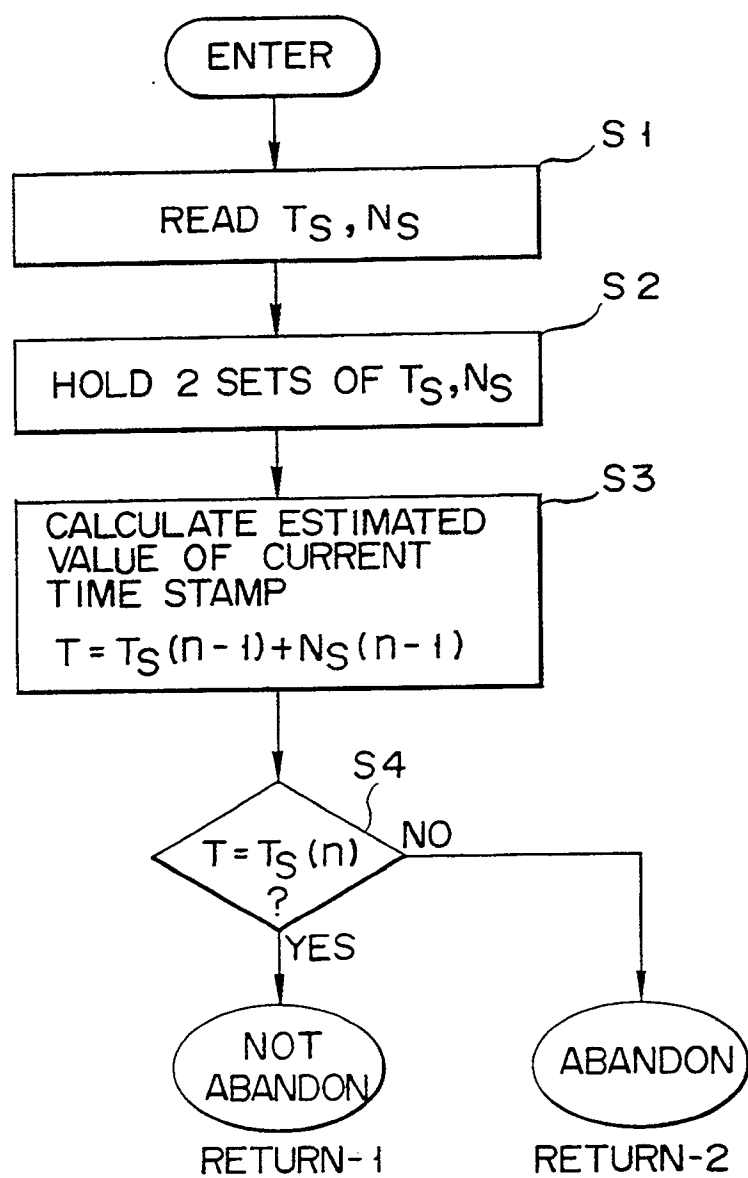 ENTER
S1
READ TS, NS
S2
HOLD 2 SETS OF TS, NS
S3
CALCULATE ESTIMATED
VALUE OF CURRENT
TIME STAMP
T = TS (n-1) + NS (n-1)
S4
T = TS (n)
?
NO
YES
NOT
ABANDON
ABANDON
RETURN-1
RETURN-2